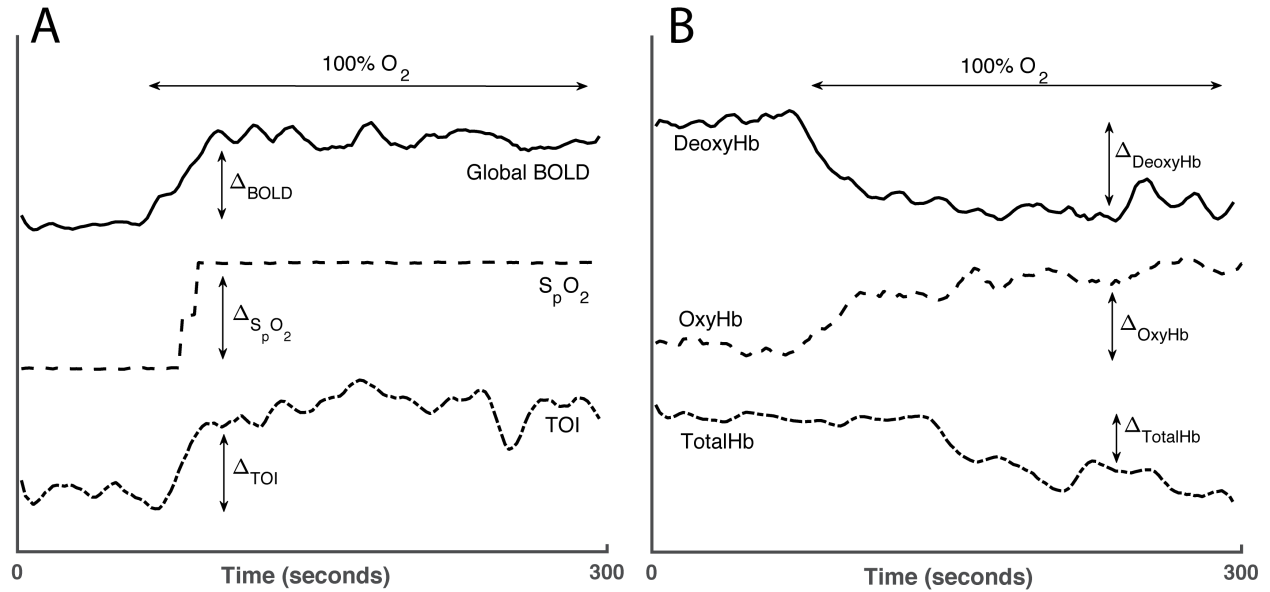 A
100% O2
Global BOLD
ΔBOLD
SpO2
ΔSpO2
TOI
ΔTOI
0
Time (seconds)
300
B
100% O2
DeoxyHb
ΔDeoxyHb
OxyHb
ΔOxyHb
TotalHb
ΔTotalHb
0
Time (seconds)
300